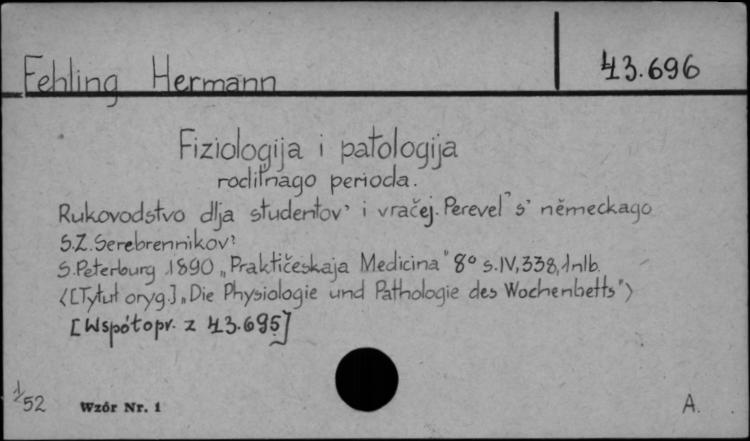 Fehling Hermann
43.696
Fiziologija i patologija
roditnago perioda.
Rukovodstvo dlja studentov' i vračej. Perevel" s' německago
S.Z. Serebrennikov'
S. Peterburg 1890 „Praktičeskaja Medicina" 8° s. IV, 338, 1nlb.
<[Tytuł oryg.] „Die Physiologie und Pathologie des Wochenbetts">
[Współopr. z 43.695]
1/52
Wzór Nr. 1
A.